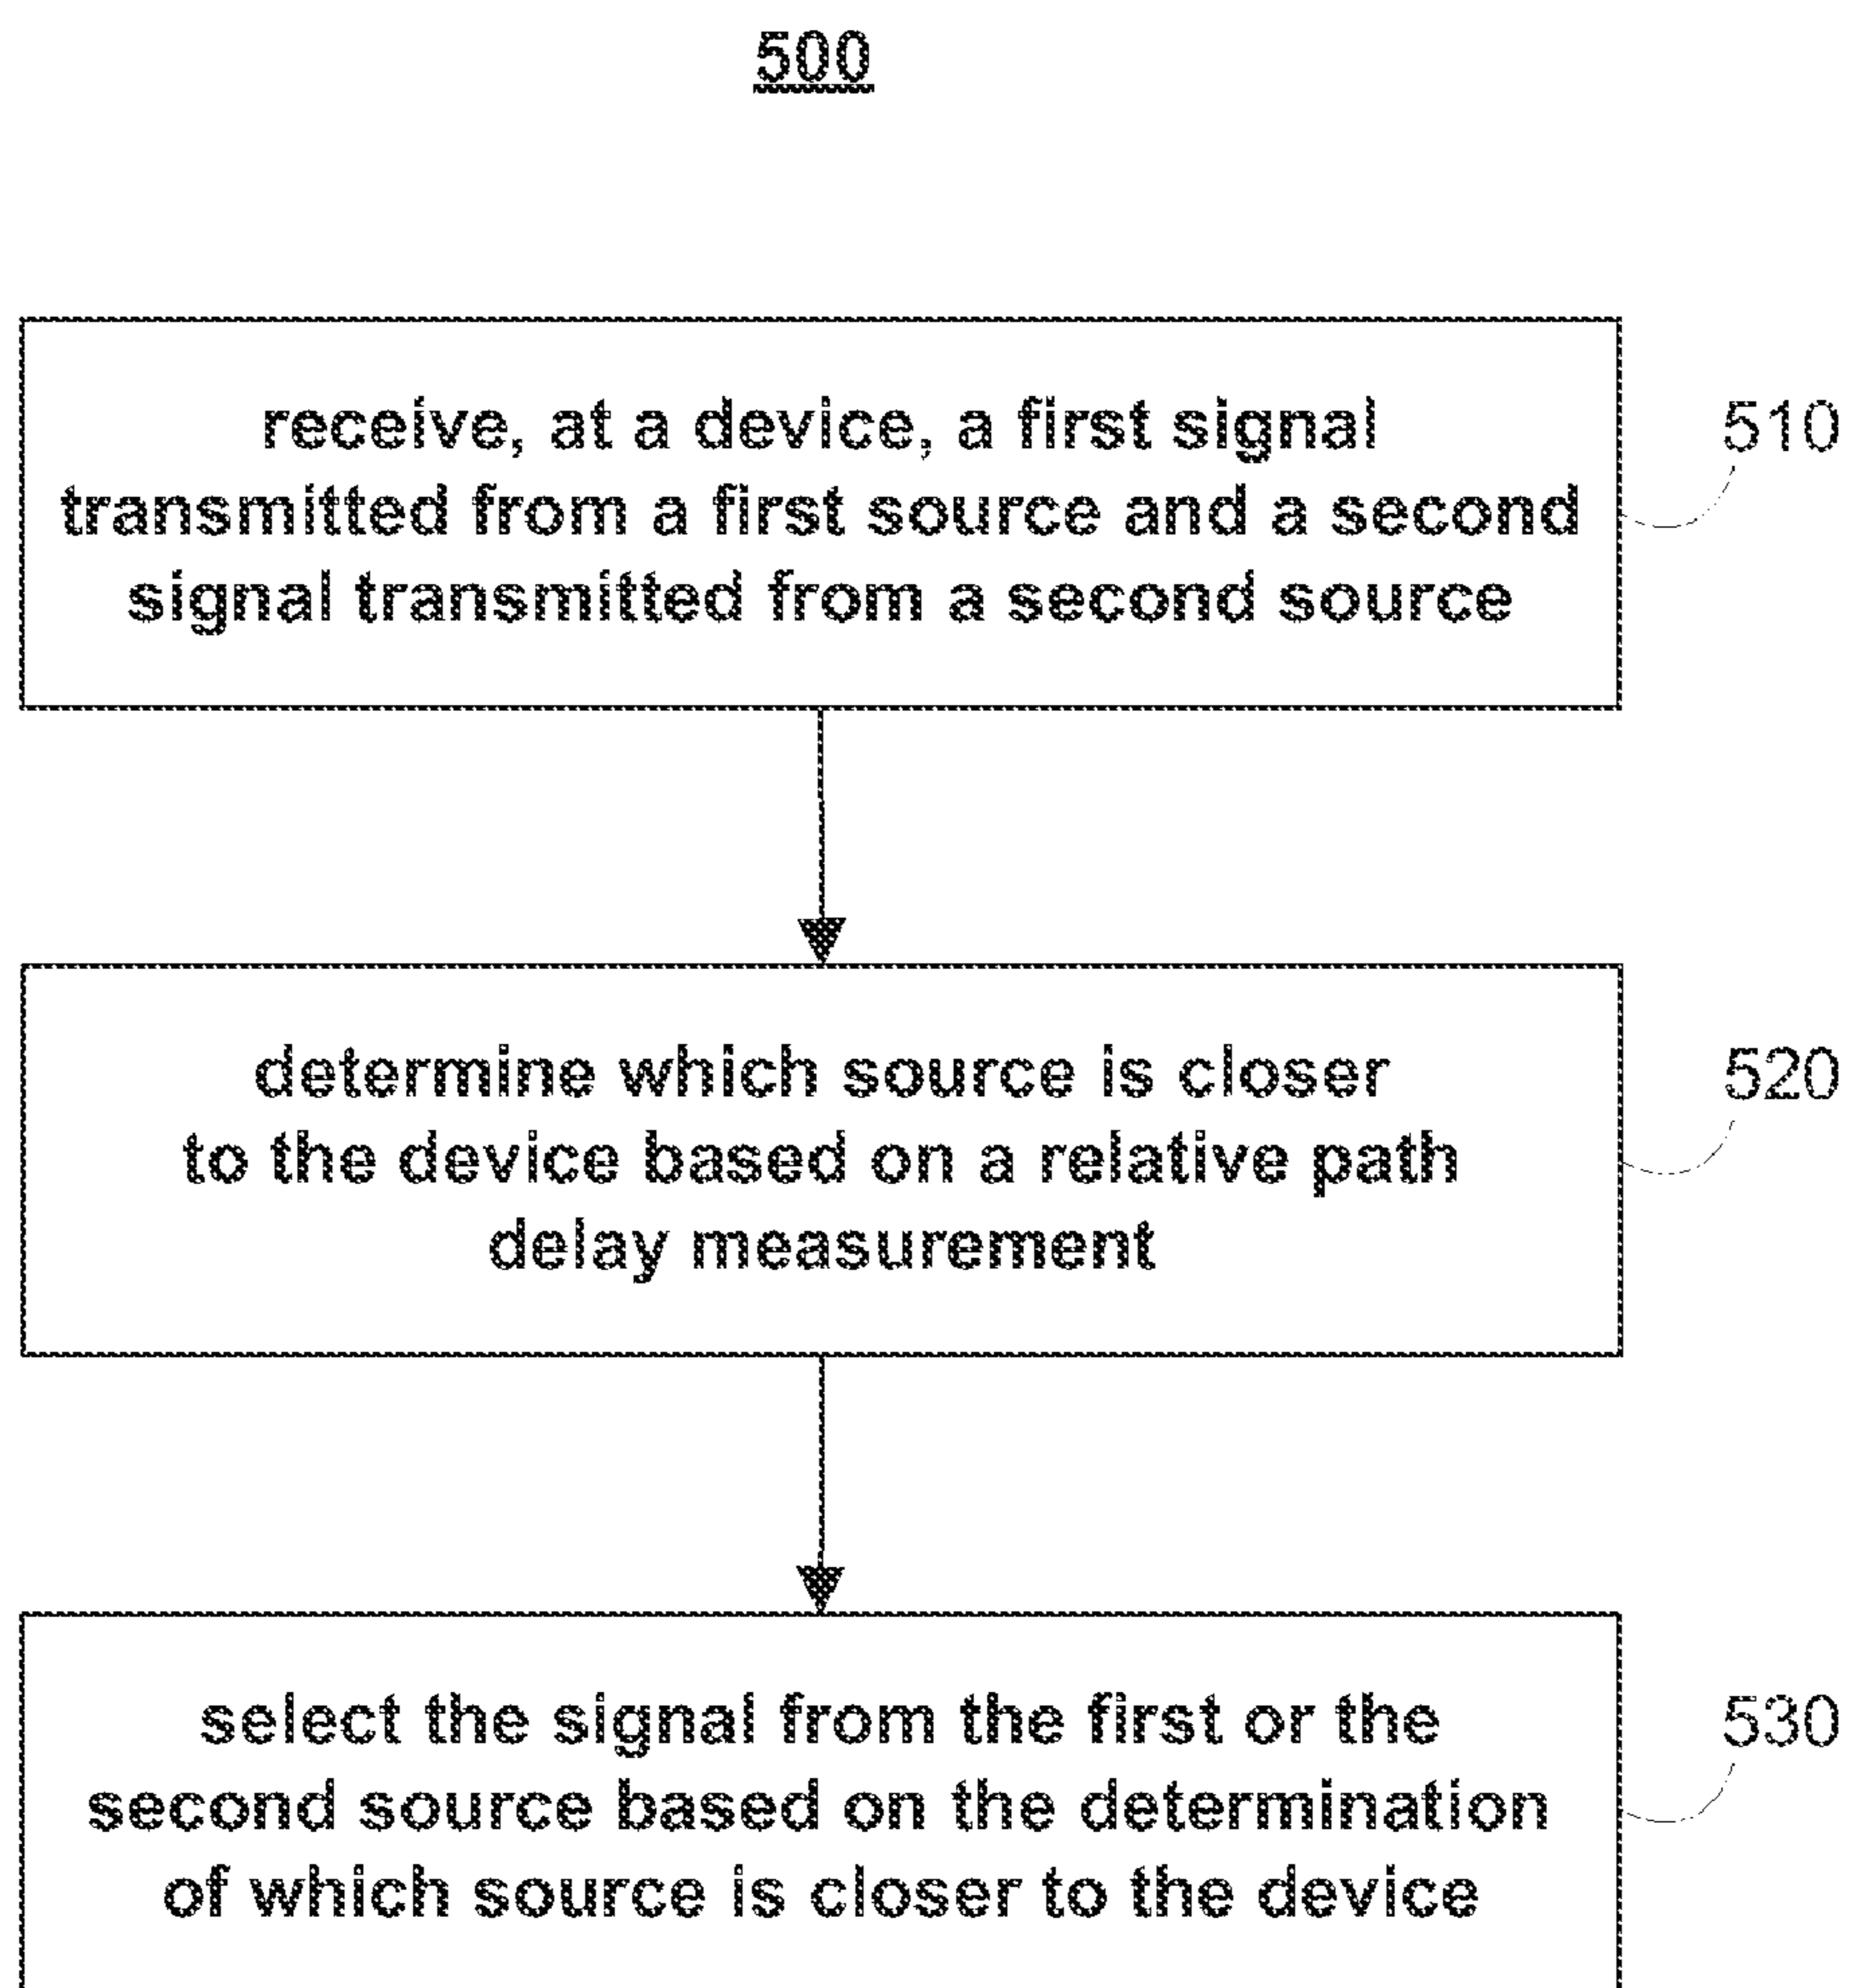 500
receive, at a device, a first signal
transmitted from a first source and a second
signal transmitted from a second source
510
determine which source is closer
to the device based on a relative path
delay measurement
520
select the signal from the first or the
second source based on the determination
of which source is closer to the device
530